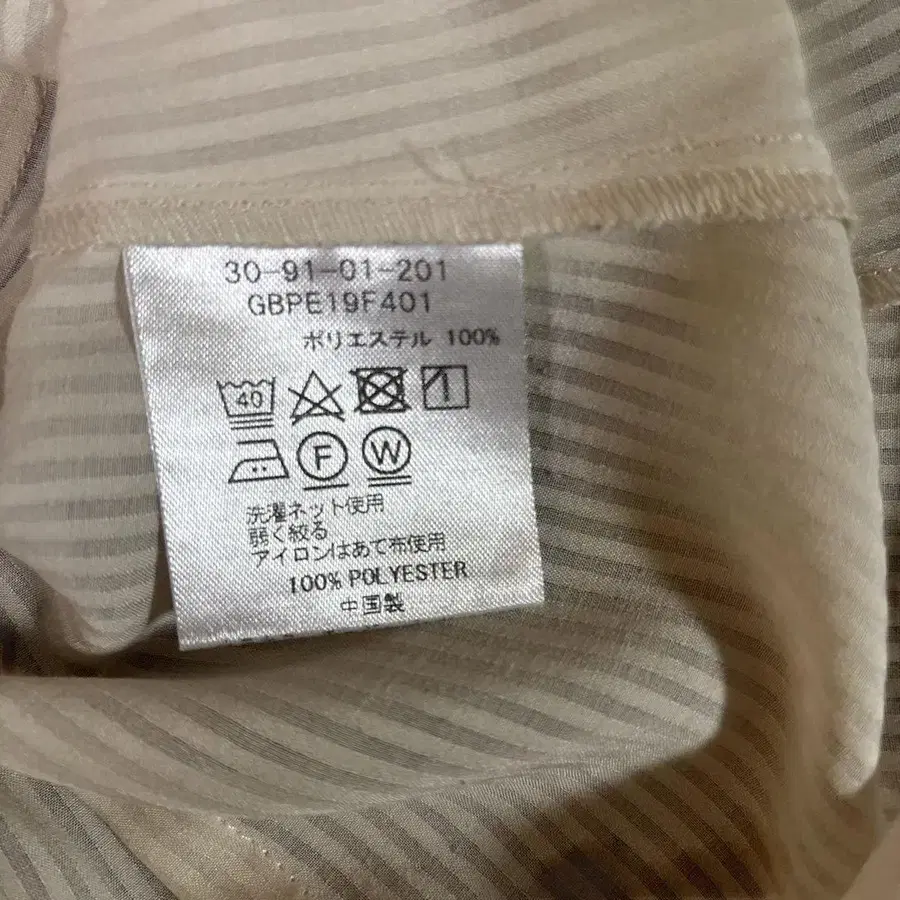 30-91-01-201
GBPE19F401
ポリエステル 100%
40
F W
洗濯ネット使用
弱く絞る
アイロンはあて布使用
100% POLYESTER
中国製